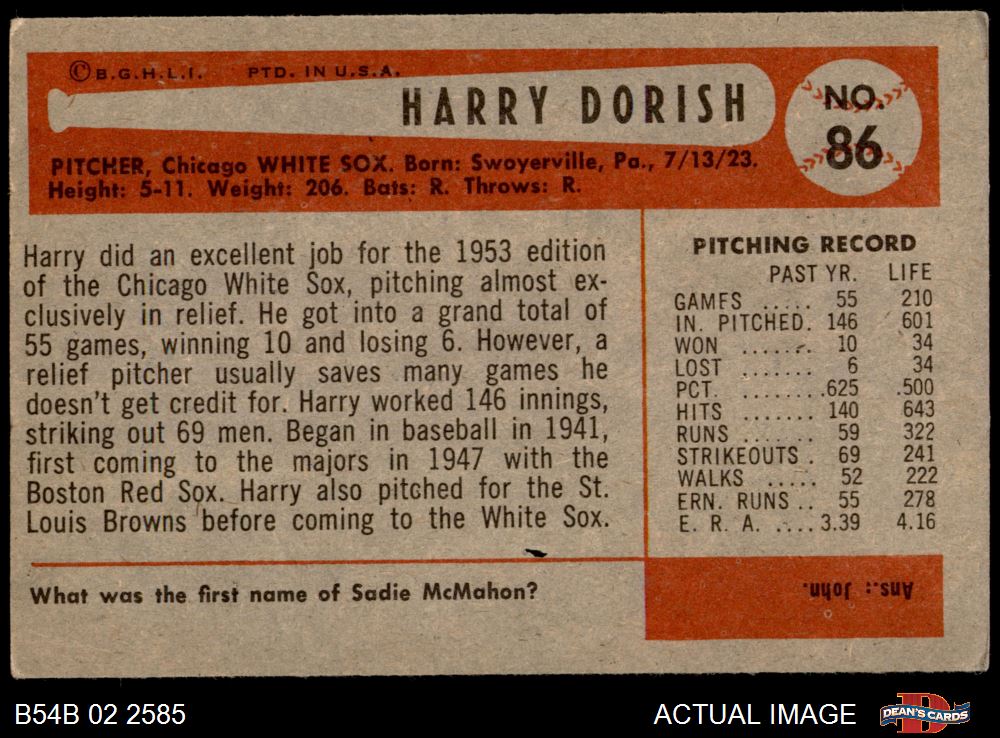 ©B.G.H.L.I. PTD. IN U.S.A.
HARRY DORISH
NO.
86
PITCHER, Chicago WHITE SOX. Born: Swoyerville, Pa., 7/13/23.
Height: 5-11. Weight: 206. Bats: R. Throws: R.
Harry did an excellent job for the 1953 edition
of the Chicago White Sox, pitching almost ex-
clusively in relief. He got into a grand total of
55 games, winning 10 and losing 6. However, a
relief pitcher usually saves many games he
doesn't get credit for. Harry worked 146 innings,
striking out 69 men. Began in baseball in 1941,
first coming to the majors in 1947 with the
Boston Red Sox. Harry also pitched for the St.
Louis Browns before coming to the White Sox.
PITCHING RECORD
PAST YR. LIFE
GAMES ..... 55 210
IN. PITCHED. 146 601
WON ...... 10 34
LOST ....... 6 34
PCT. ........625 .500
HITS ....... 140 643
RUNS ...... 59 322
STRIKEOUTS . 69 241
WALKS ..... 52 222
ERN. RUNS .. 55 278
E. R. A. ....3.39 4.16
What was the first name of Sadie McMahon?
Ans.: John.
B54B 02 2585
ACTUAL IMAGE
D
DEAN'S CARDS